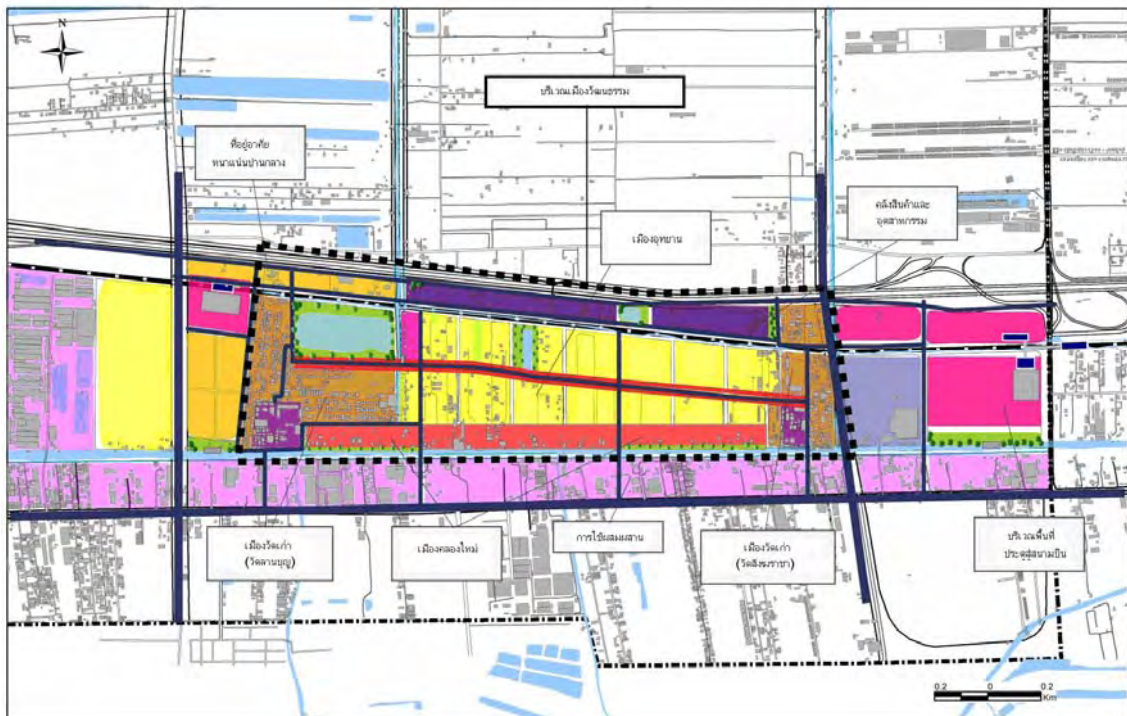 N
บริเวณเมืองวัฒนธรรม
ที่อยู่อาศัย
หนาแน่นปานกลาง
คลังสินค้าและ
อุตสาหกรรม
เมืองอุทยาน
เมืองวัดเก่า
(วัดลานบุญ)
เมืองคลองใหม่
การใช้ผสมผสาน
เมืองวัดเก่า
(วัดสังฆราชา)
บริเวณพื้นที่
ประตูสู่สนามบิน
0.2 0 0.2
Km